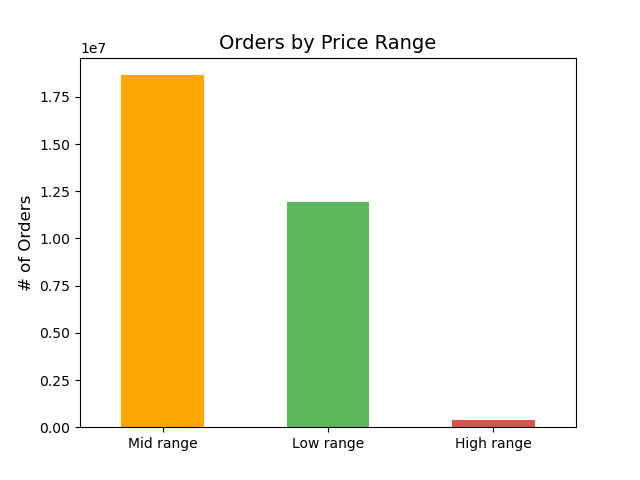 Orders by Price Range
1e7
1.75
1.50
1.25
1.00
0.75
0.50
0.25
0.00
# of Orders
Mid range
Low range
High range